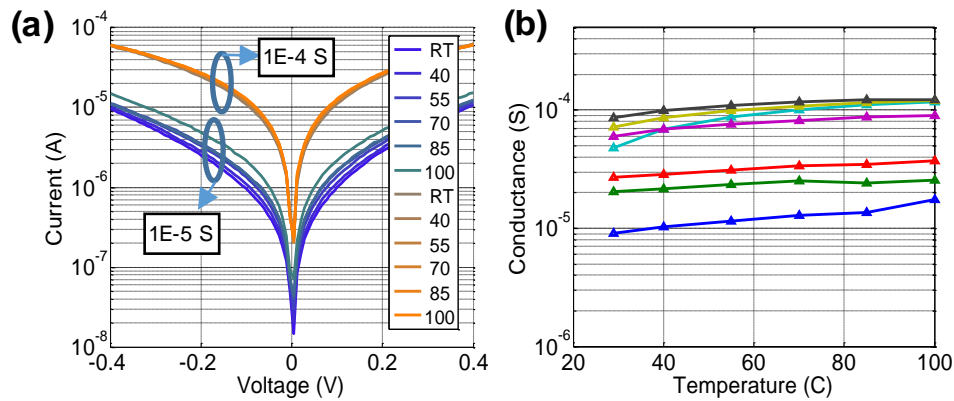 (a)
10^-4
10^-5
10^-6
10^-7
10^-8
Current (A)
-0.4
-0.2
0
0.2
0.4
Voltage (V)
1E-4 S
1E-5 S
RT
40
55
70
85
100
RT
40
55
70
85
100
(b)
10^-4
10^-5
10^-6
Conductance (S)
20
40
60
80
100
Temperature (C)